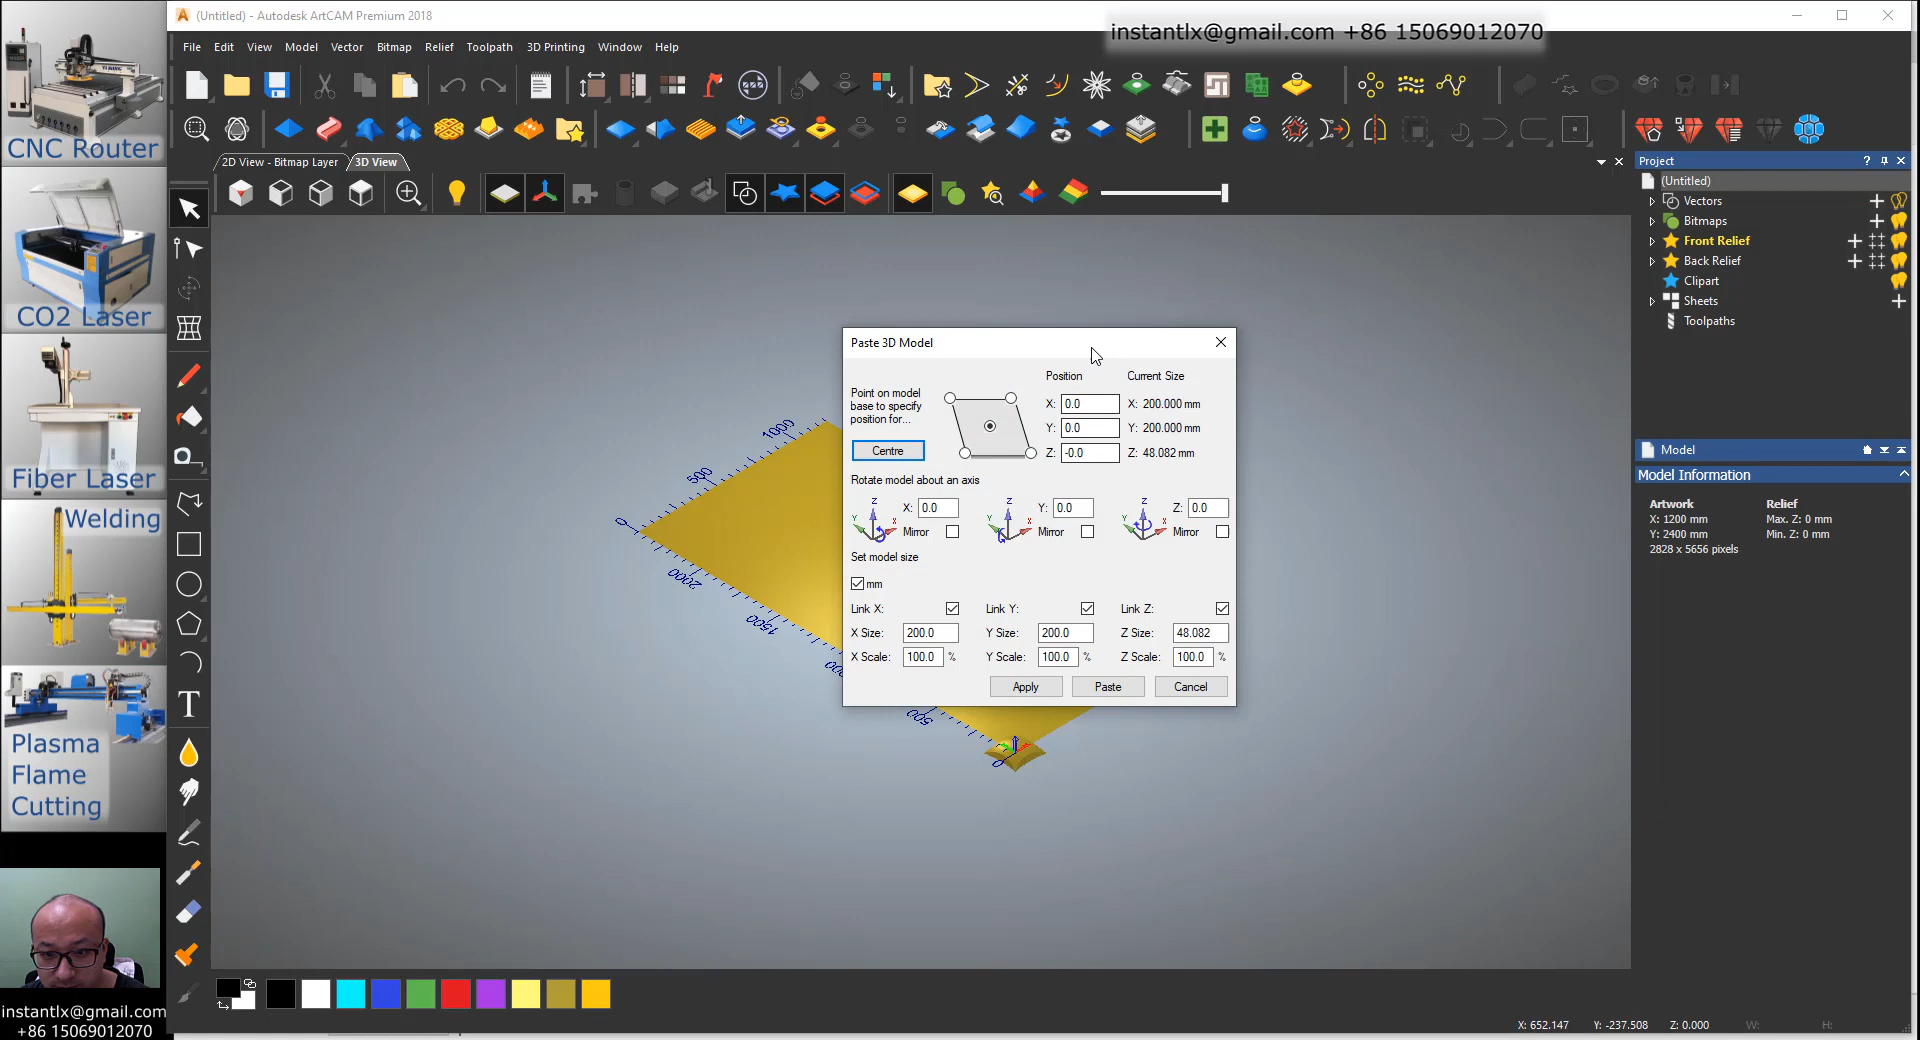 (Untitled) - Autodesk ArtCAM Premium 2018
instantlx@gmail.com +86 15069012070
File Edit View Model Vector Bitmap Relief Toolpath 3D Printing Window Help
2D View - Bitmap Layer 3D View
CNC Router
CO2 Laser
Fiber Laser
Welding
Plasma
Flame
Cutting
instantlx@gmail.com
+86 15069012070
T
1000
500
0
2000
1500
500
0
Paste 3D Model
Position Current Size
Point on model
base to specify
position for...
Centre
X: 0.0 X: 200.000 mm
Y: 0.0 Y: 200.000 mm
Z: -0.0 Z: 48.082 mm
Rotate model about an axis
Z X: 0.0 Z Y: 0.0 Z Z: 0.0
Y X Mirror Y X Mirror Y X Mirror
Set model size
mm
Link X: Link Y: Link Z:
X Size: 200.0 Y Size: 200.0 Z Size: 48.082
X Scale: 100.0 % Y Scale: 100.0 % Z Scale: 100.0 %
Apply Paste Cancel
Project
(Untitled)
Vectors
Bitmaps
Front Relief
Back Relief
Clipart
Sheets
Toolpaths
Model
Model Information
Artwork Relief
X: 1200 mm Max. Z: 0 mm
Y: 2400 mm Min. Z: 0 mm
2828 x 5656 pixels
X: 652.147 Y: -237.508 Z: 0.000 W: H: